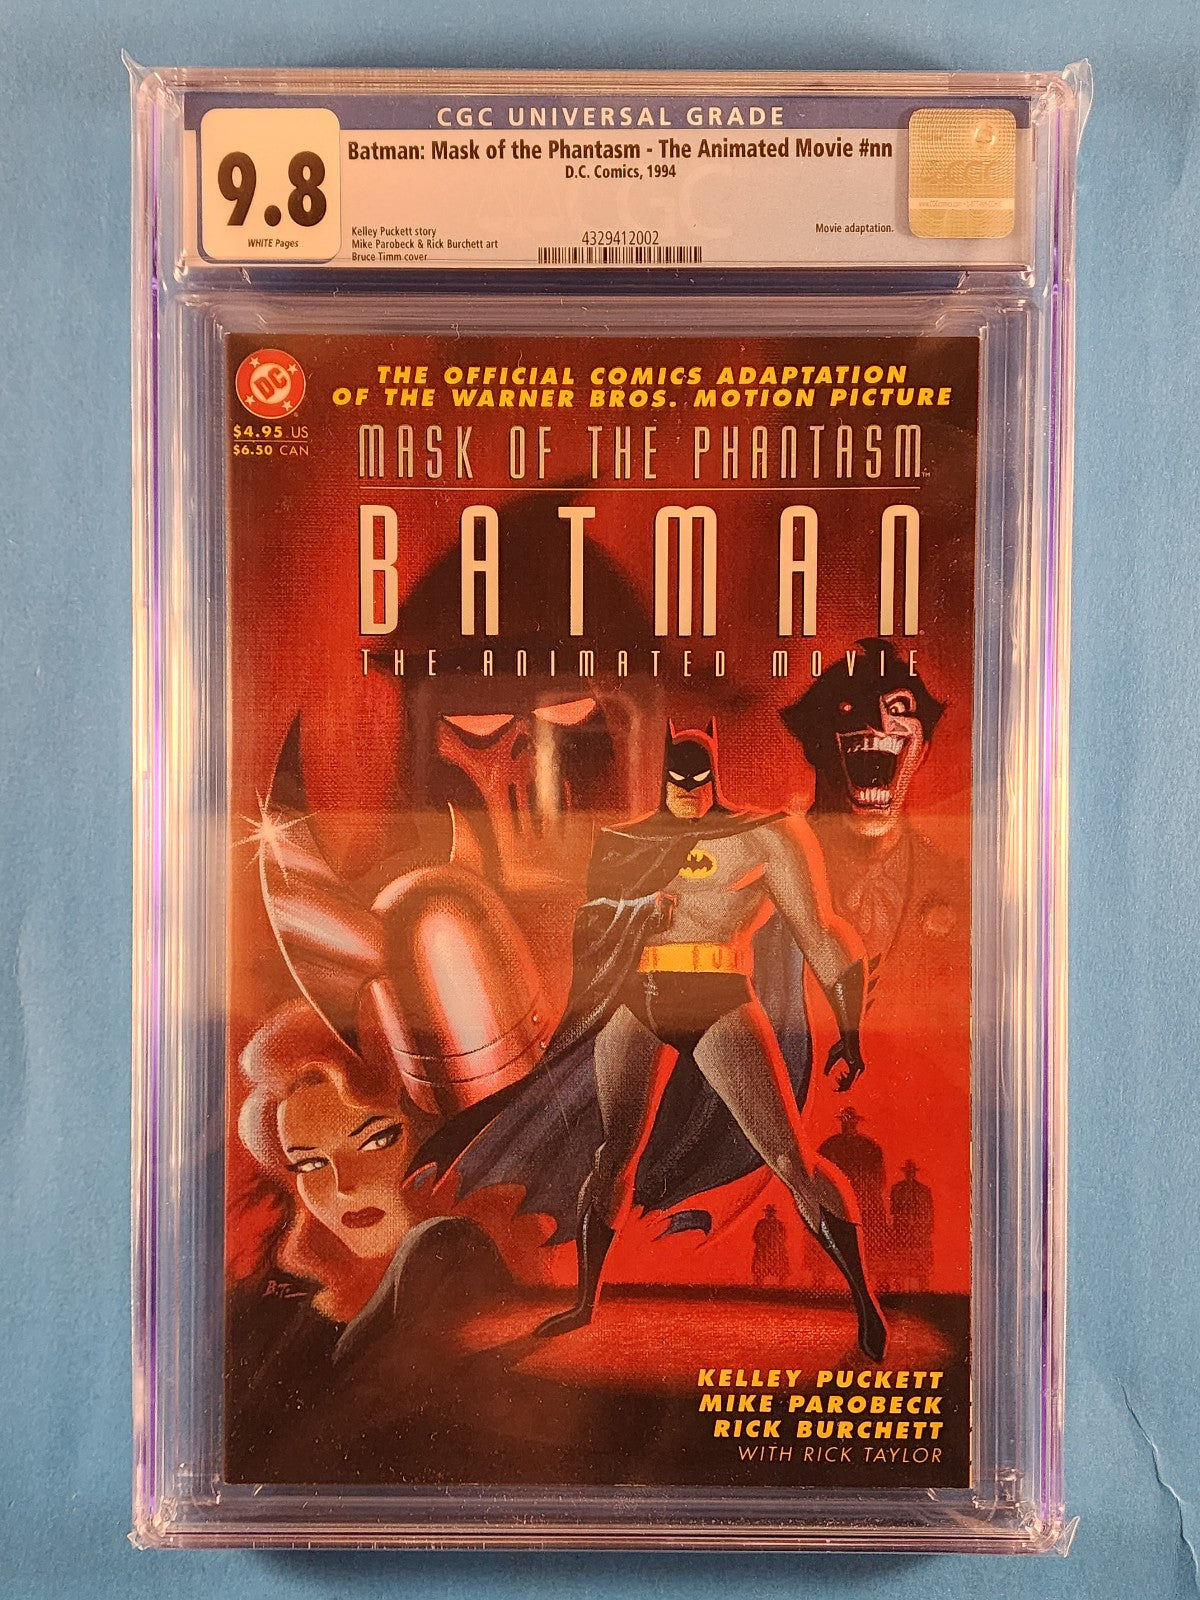 CGC UNIVERSAL GRADE
9.8
WHITE Pages
Batman: Mask of the Phantasm - The Animated Movie #nn
D.C. Comics, 1994
Kelley Puckett story
Mike Parobeck & Rick Burchett art
Bruce Timm cover
4329412002
Movie adaptation.
CGC
DC
$4.95 US
$6.50 CAN
THE OFFICIAL COMICS ADAPTATION
OF THE WARNER BROS. MOTION PICTURE
MASK OF THE PHANTASM™
BATMAN
THE ANIMATED MOVIE
B.T.
KELLEY PUCKETT
MIKE PAROBECK
RICK BURCHETT
WITH RICK TAYLOR